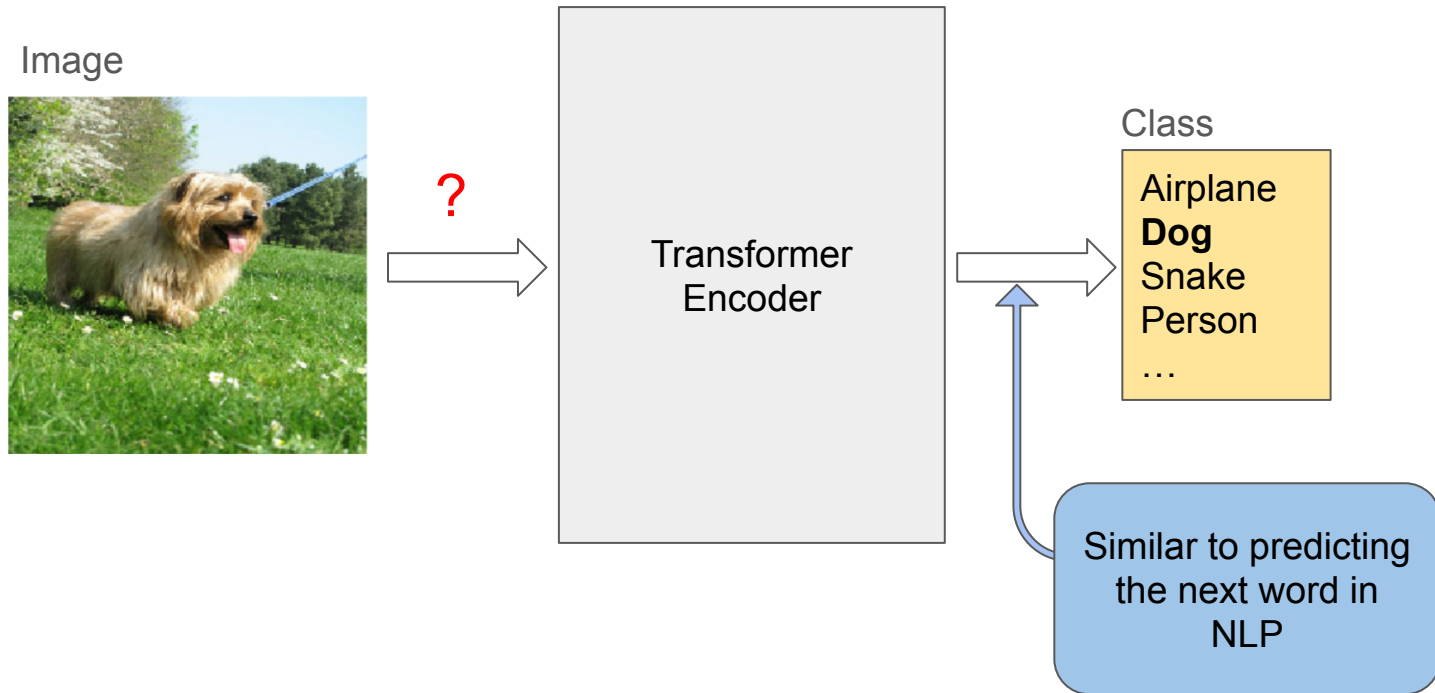 Image
?
Transformer
Encoder
Class
Airplane
Dog
Snake
Person
…
Similar to predicting
the next word in
NLP